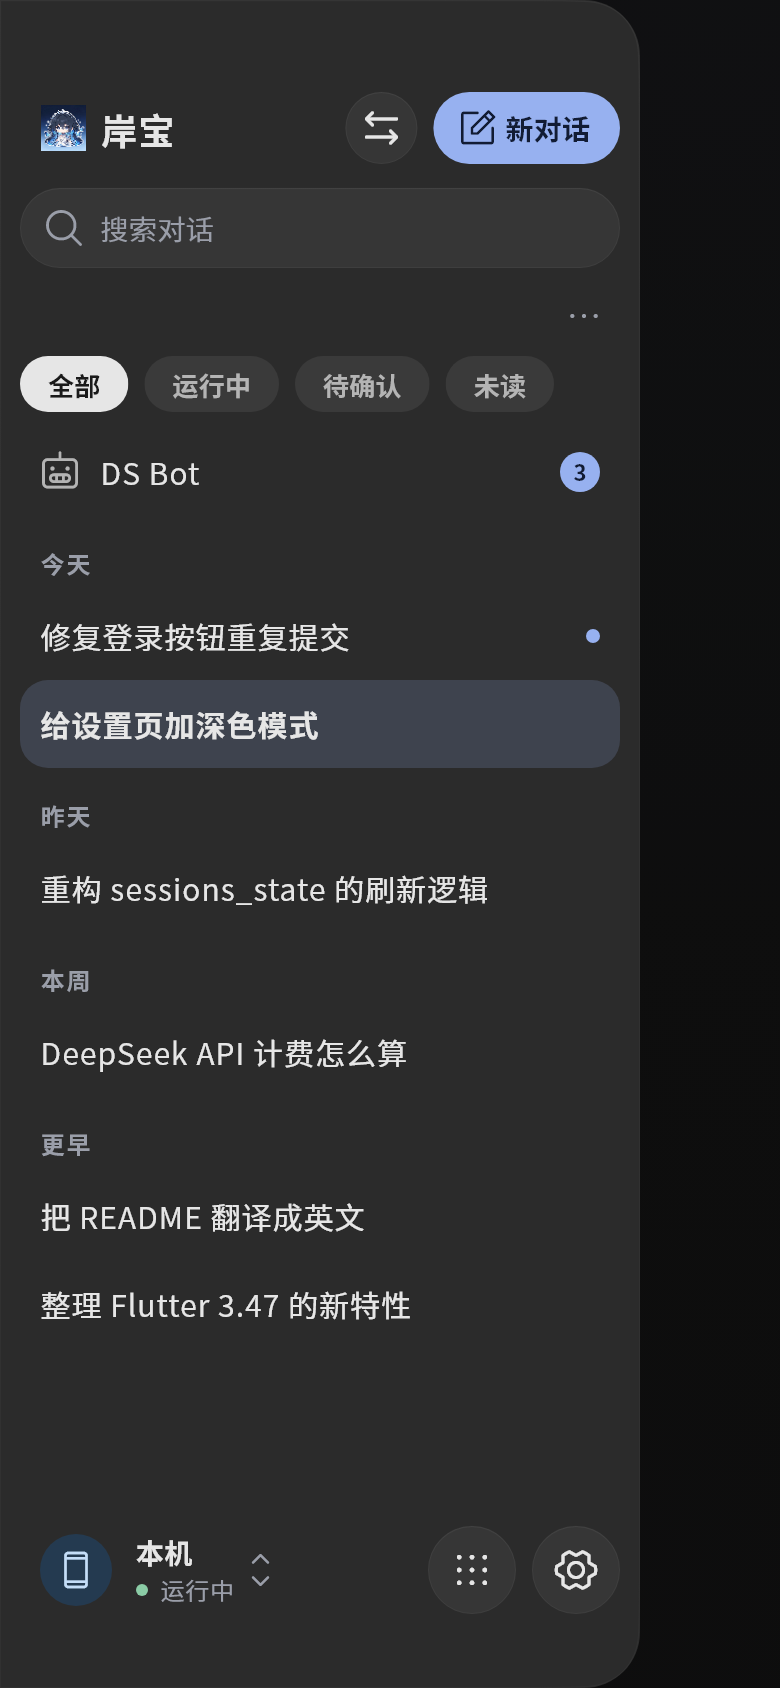 岸宝
新对话
搜索对话
...
全部 运行中 待确认 未读
DS Bot 3
今天
修复登录按钮重复提交
给设置页加深色模式
昨天
重构 sessions_state 的刷新逻辑
本周
DeepSeek API 计费怎么算
更早
把 README 翻译成英文
整理 Flutter 3.47 的新特性
本机
运行中